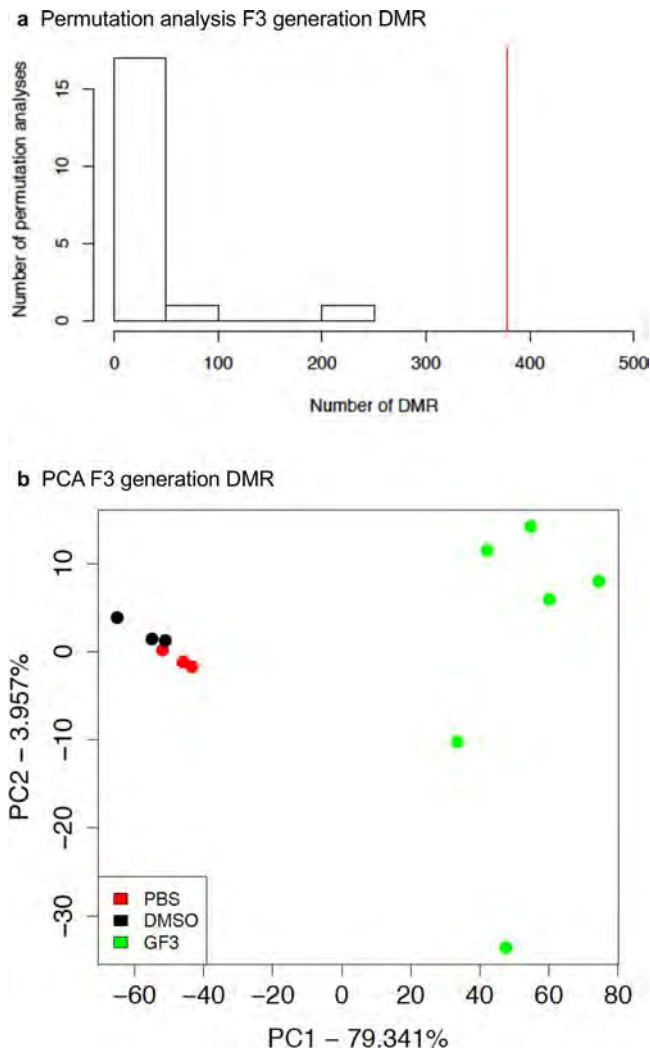 a Permutation analysis F3 generation DMR
Number of permutation analyses
15
10
5
0
0 100 200 300 400 500
Number of DMR
b PCA F3 generation DMR
PC2 – 3.957%
10
0
−10
−20
−30
PBS
DMSO
GF3
−60 −40 −20 0 20 40 60 80
PC1 – 79.341%